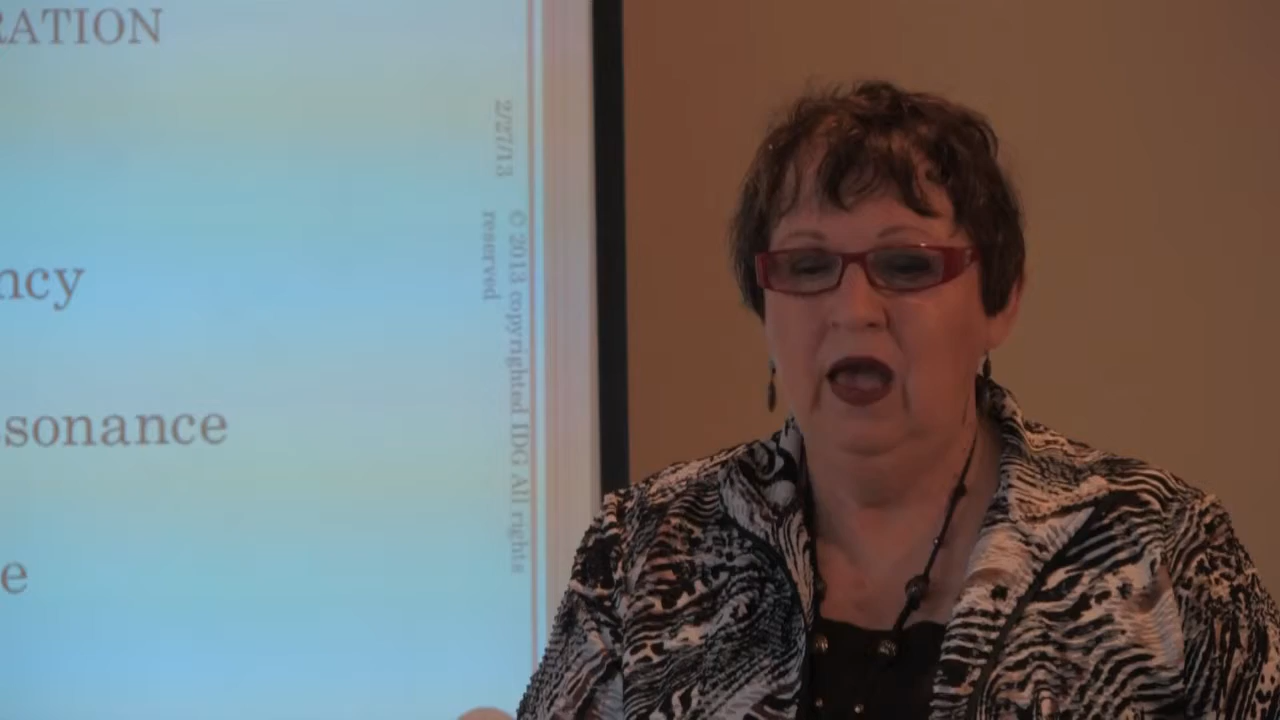 RATION
ncy
sonance
e
2/27/13
© 2013 copyrighted IDG All rights
reserved